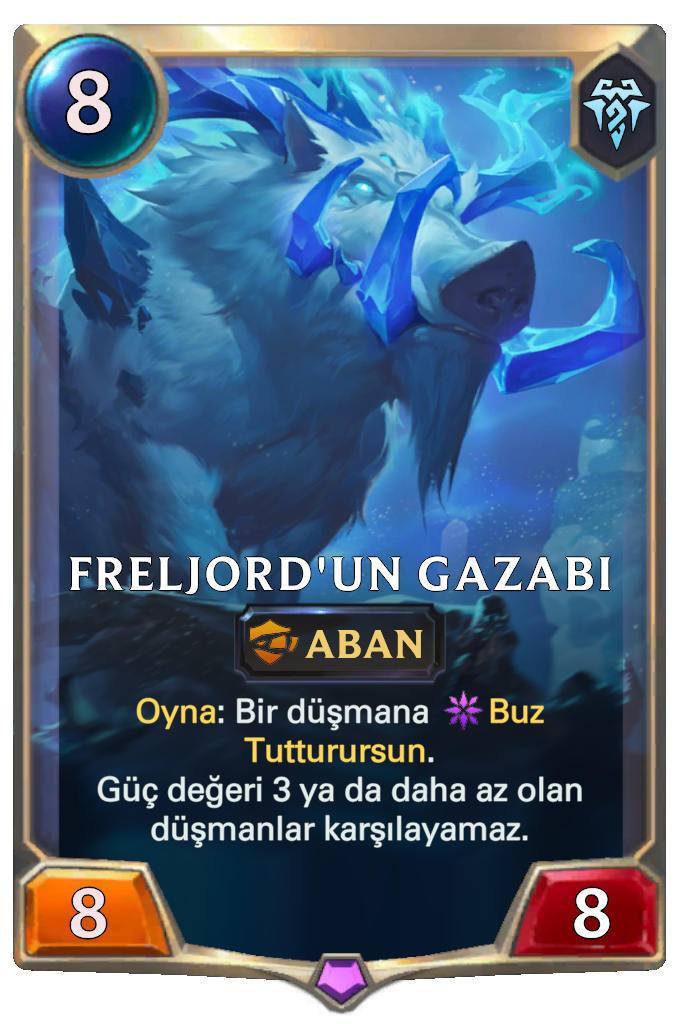 8
FRELJORD'UN GAZABI
ABAN
Oyna: Bir düşmana Buz
Tutturursun.
Güç değeri 3 ya da daha az olan
düşmanlar karşılayamaz.
8
8